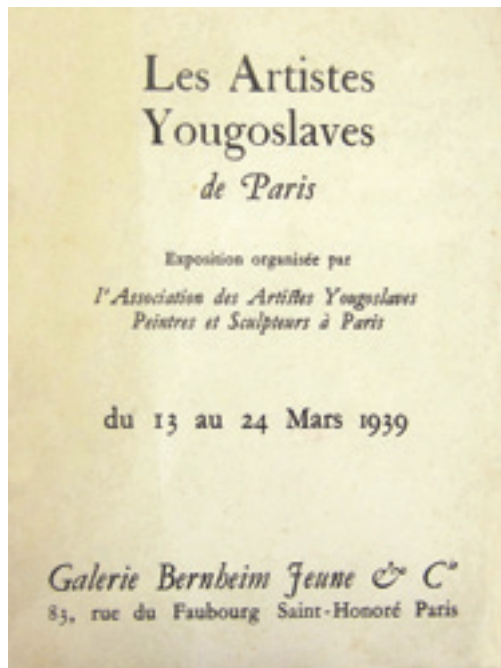 Les Artistes
Yougoslaves
de Paris
Exposition organisée par
l'Association des Artistes Yougoslaves
Peintres et Sculpteurs à Paris
du 13 au 24 Mars 1939
Galerie Bernheim Jeune & Cie
83, rue du Faubourg Saint-Honoré Paris